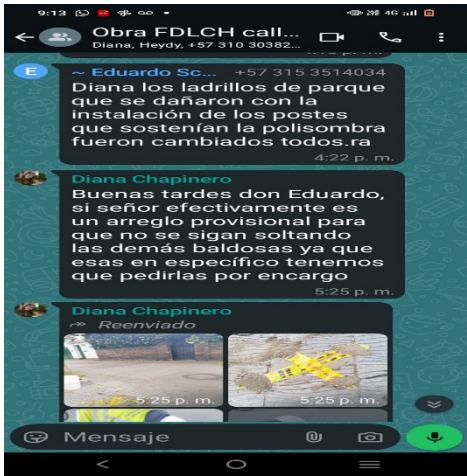 9:13
4G
Obra FDLCH call...
Diana, Heydy, +57 310 30382...
E
~ Eduardo Sc... +57 315 3514034
Diana los ladrillos de parque
que se dañaron con la
instalación de los postes
que sostenían la polisombra
fueron cambiados todos.ra
4:22 p. m.
Diana Chapinero
Buenas tardes don Eduardo,
si señor efectivamente es
un arreglo provisional para
que no se sigan soltando
las demás baldosas ya que
esas en específico tenemos
que pedirlas por encargo
5:25 p. m.
Diana Chapinero
Reenviado
5:25 p. m. 5:25 p. m.
Mensaje